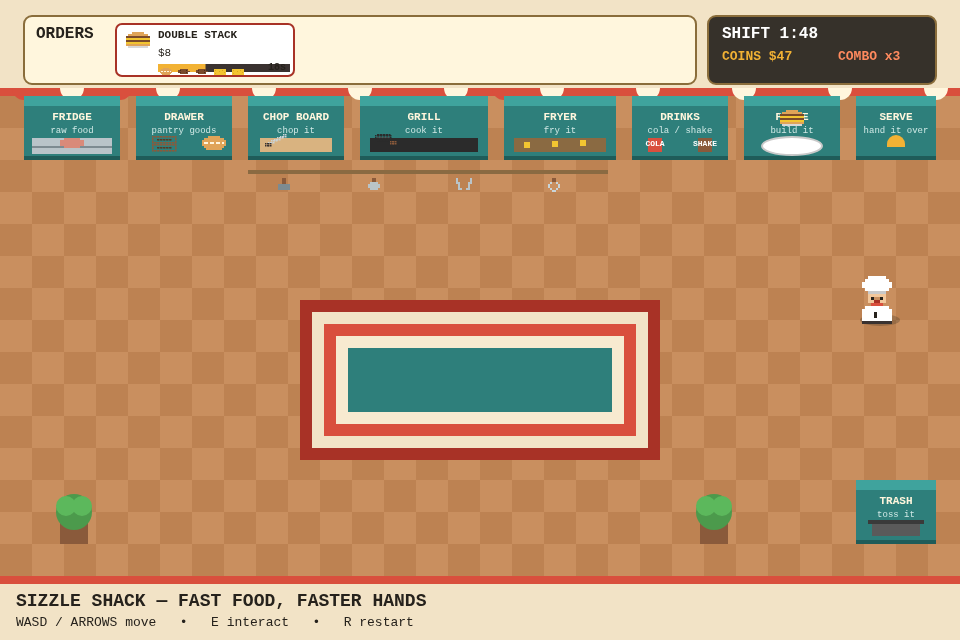 ORDERS
DOUBLE STACK
$8
SHIFT 1:48
COINS $47 COMBO x3
FRIDGE
raw food
DRAWER
pantry goods
CHOP BOARD
chop it
GRILL
cook it
FRYER
fry it
DRINKS
cola / shake
COLA SHAKE
build it
SERVE
hand it over
TRASH
toss it
SIZZLE SHACK — FAST FOOD, FASTER HANDS
WASD / ARROWS move • E interact • R restart